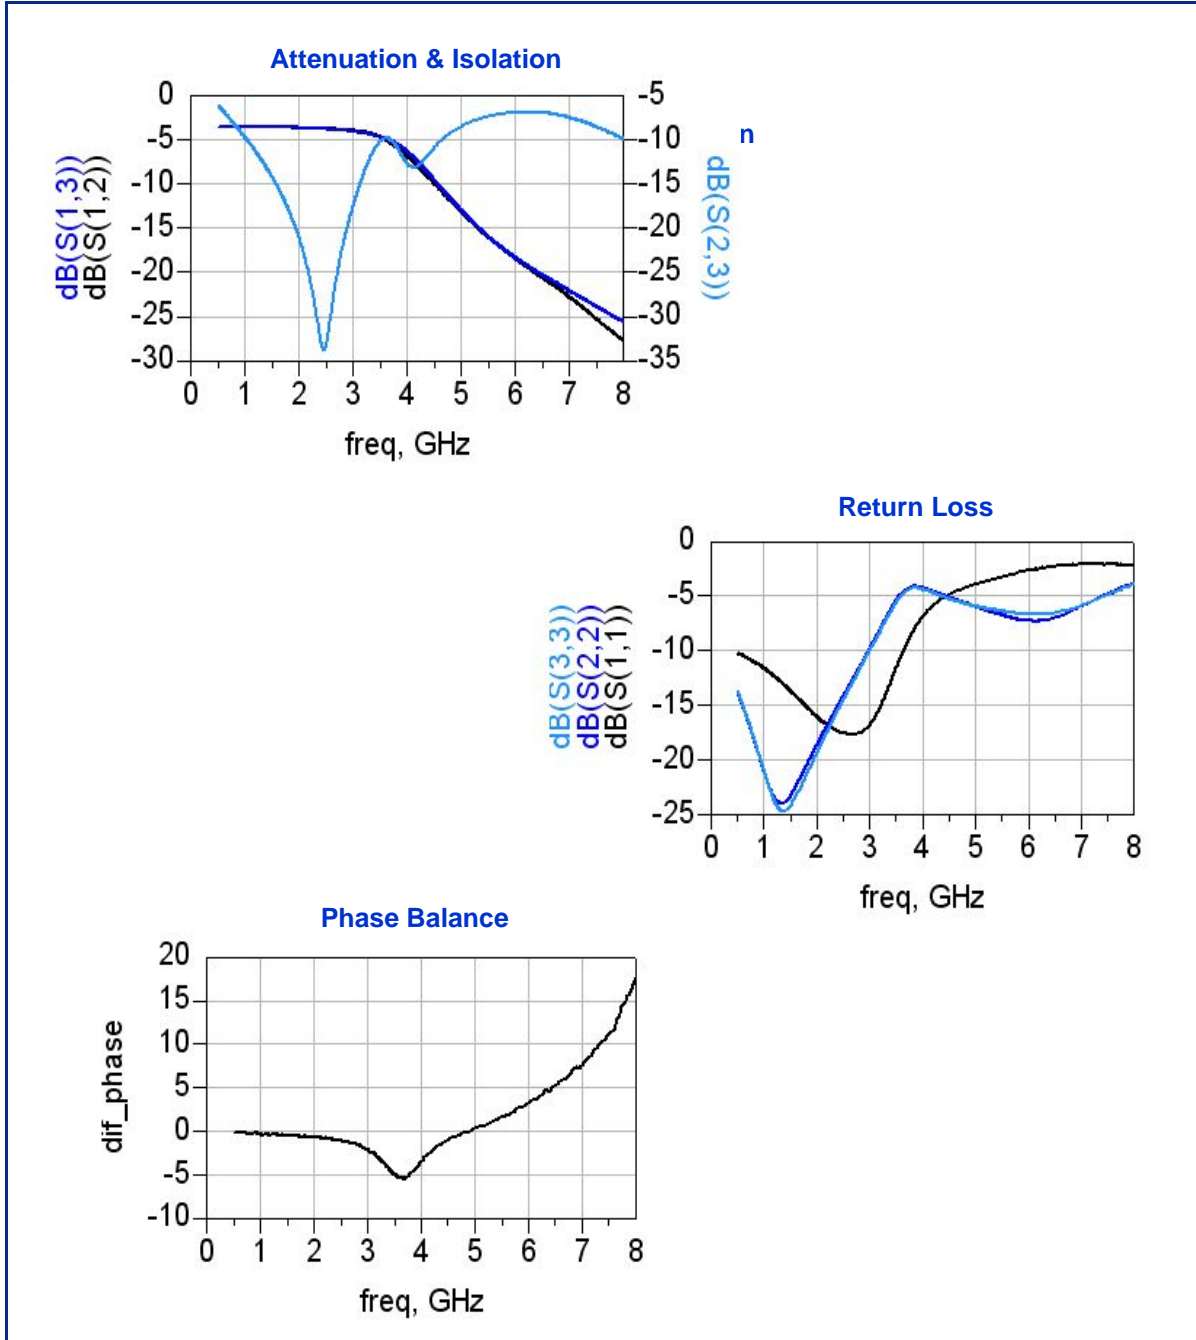 Attenuation & Isolation
n
0
-5
-10
-15
-20
-25
-30
-5
-10
-15
-20
-25
-30
-35
dB(S(1,3))
dB(S(1,2))
dB(S(2,3))
0 1 2 3 4 5 6 7 8
freq, GHz
Return Loss
0
-5
-10
-15
-20
-25
dB(S(3,3))
dB(S(2,2))
dB(S(1,1))
0 1 2 3 4 5 6 7 8
freq, GHz
Phase Balance
20
15
10
5
0
-5
-10
dif_phase
0 1 2 3 4 5 6 7 8
freq, GHz